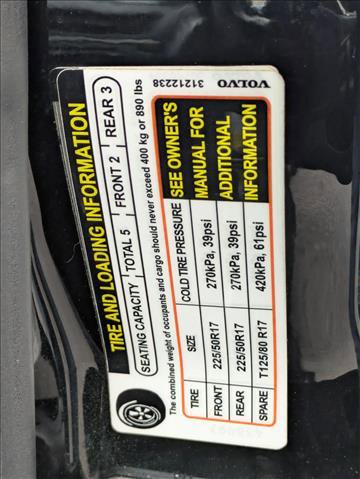 TIRE AND LOADING INFORMATION
SEATING CAPACITY TOTAL 5 FRONT 2 REAR 3
The combined weight of occupants and cargo should never exceed 400 kg or 890 lbs
TIRE SIZE COLD TIRE PRESSURE
FRONT 225/50R17 270kPa, 39psi
REAR 225/50R17 270kPa, 39psi
SPARE T125/80 R17 420kPa, 61psi
SEE OWNER'S
MANUAL FOR
ADDITIONAL
INFORMATION
VOLVO 31212238